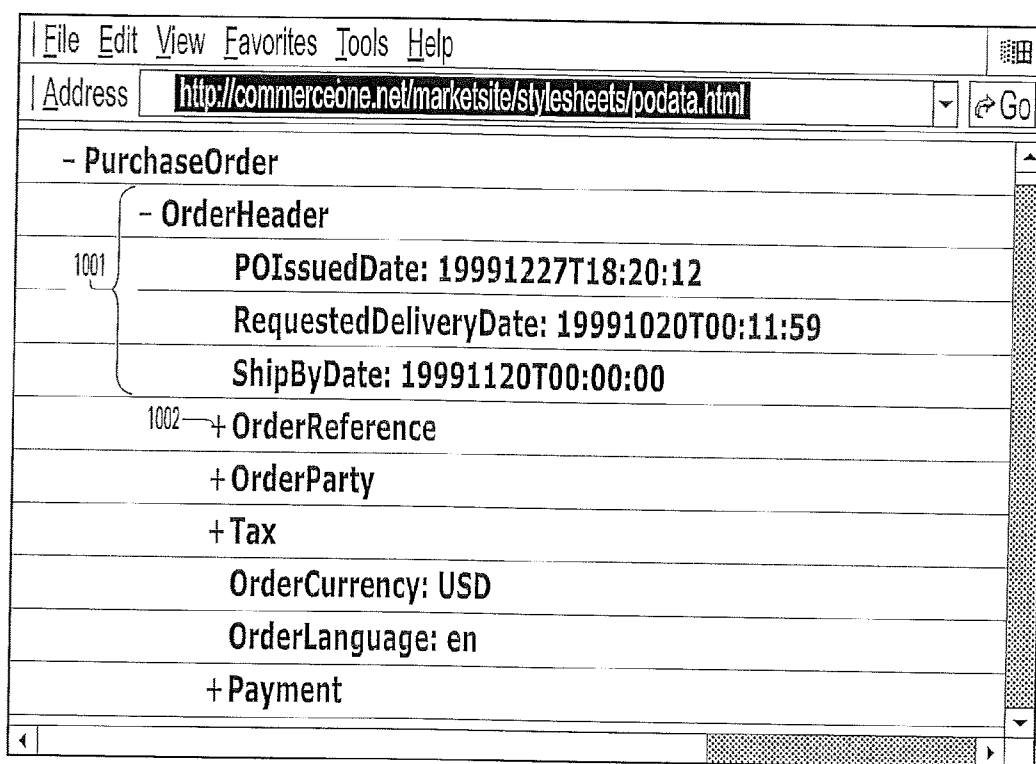 File Edit View Favorites Tools Help
Address http://commerceone.net/marketsite/stylesheets/podata.html Go
- PurchaseOrder
- OrderHeader
1001
POIssuedDate: 19991227T18:20:12
RequestedDeliveryDate: 19991020T00:11:59
ShipByDate: 19991120T00:00:00
1002 + OrderReference
+ OrderParty
+ Tax
OrderCurrency: USD
OrderLanguage: en
+ Payment